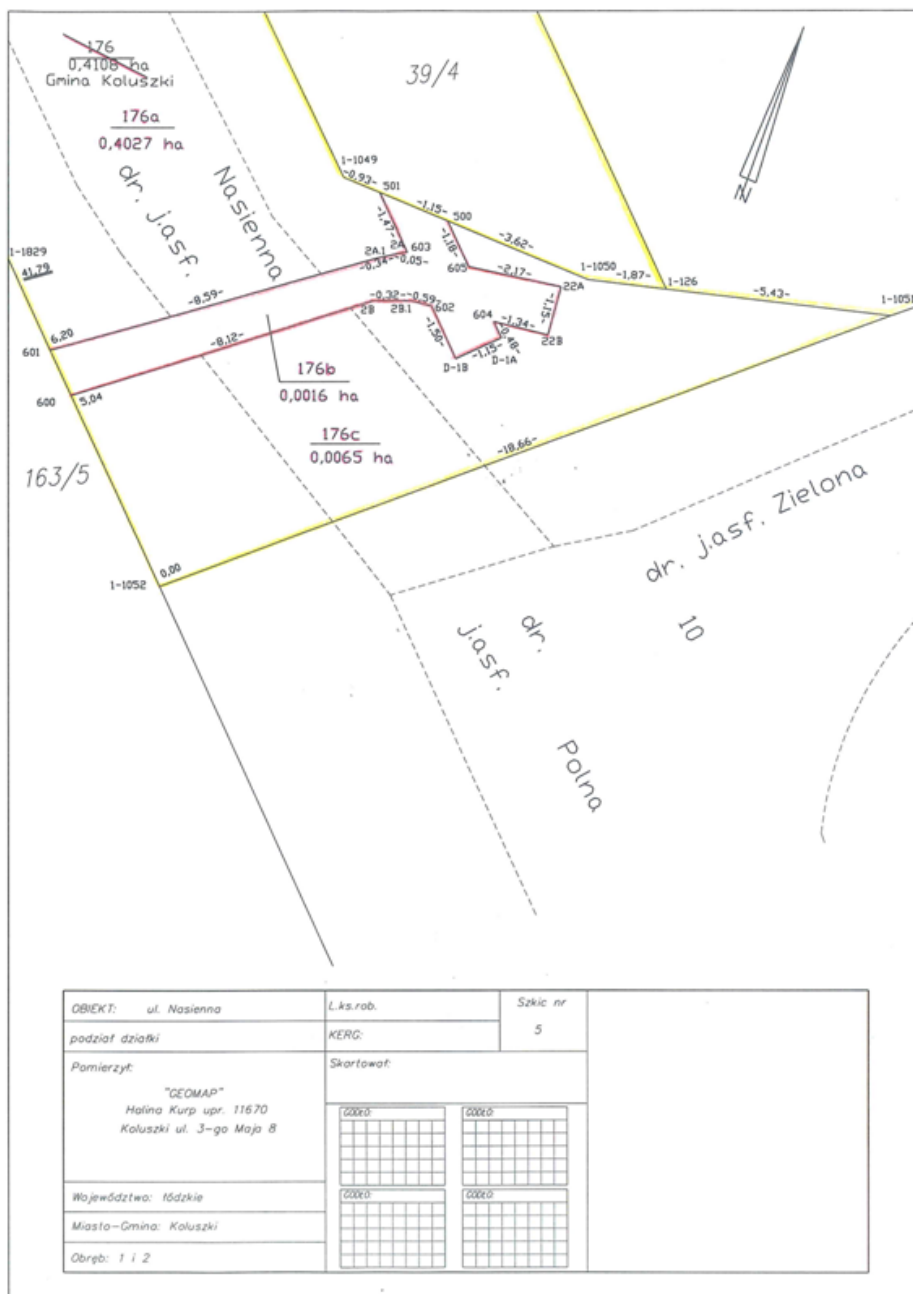 176
0,4108 ha
Gmina Koluszki
39/4
176a
0,4027 ha
dr. j.asf.
Nasienna
1-1049
-0,93-
501
-1,15-
500
-1,47-
-1,18-
-3,62-
2A.1
2A
603
-0,34-
-0,05-
605
-2,17-
1-1050
-1,87-
1-126
22A
-5,43-
1-1051
1-1829
41,79
-8,59-
-0,32-
-0,59-
2B
2B.1
602
604
-1,34-
-1,15-
22B
6,20
601
-8,12-
-1,50-
0,48-
D-1B
-1,15-
D-1A
600
5,04
176b
0,0016 ha
176c
0,0065 ha
163/5
-18,66-
1-1052
0,00
dr. j.asf. Zielona
10
dr.
j.asf.
Polna
N
OBIEKT: ul. Nasienna
L.ks.rob.
Szkic nr
podział działki
KERG:
5
Pomierzył:
Skartował:
"GEOMAP"
Halina Kurp upr. 11670
Koluszki ul. 3-go Maja 8
GODŁO:
GODŁO:
Województwo: łódzkie
GODŁO:
GODŁO:
Miasto-Gmina: Koluszki
Obręb: 1 i 2